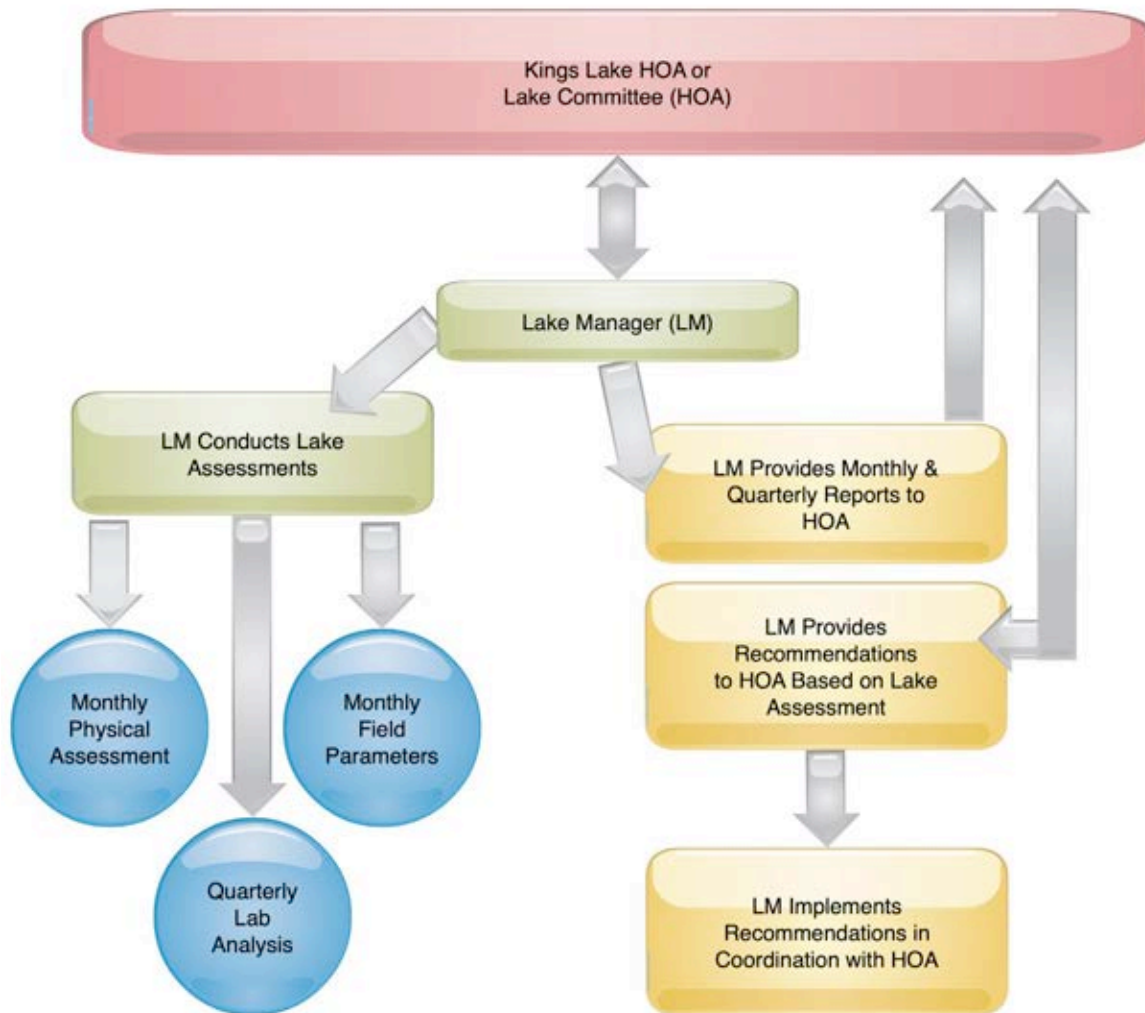 Kings Lake HOA or
Lake Committee (HOA)
Lake Manager (LM)
LM Conducts Lake
Assessments
LM Provides Monthly &
Quarterly Reports to
HOA
LM Provides
Recommendations
to HOA Based on Lake
Assessment
Monthly
Physical
Assessment
Monthly
Field
Parameters
Quarterly
Lab
Analysis
LM Implements
Recommendations in
Coordination with HOA